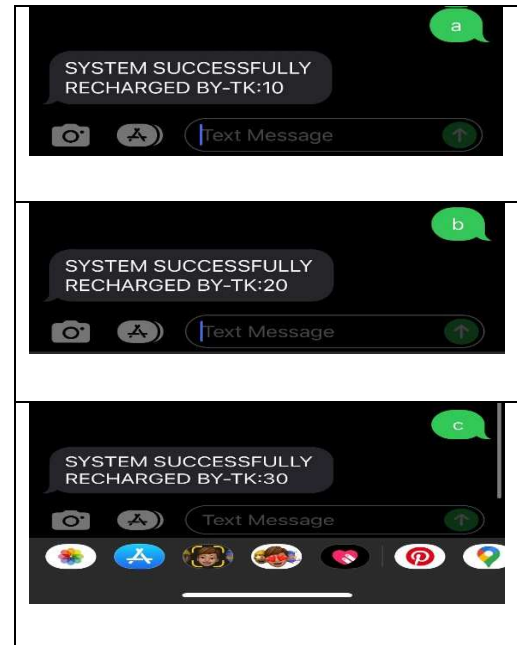 a
SYSTEM SUCCESSFULLY
RECHARGED BY-TK:10
Text Message
b
SYSTEM SUCCESSFULLY
RECHARGED BY-TK:20
Text Message
c
SYSTEM SUCCESSFULLY
RECHARGED BY-TK:30
Text Message